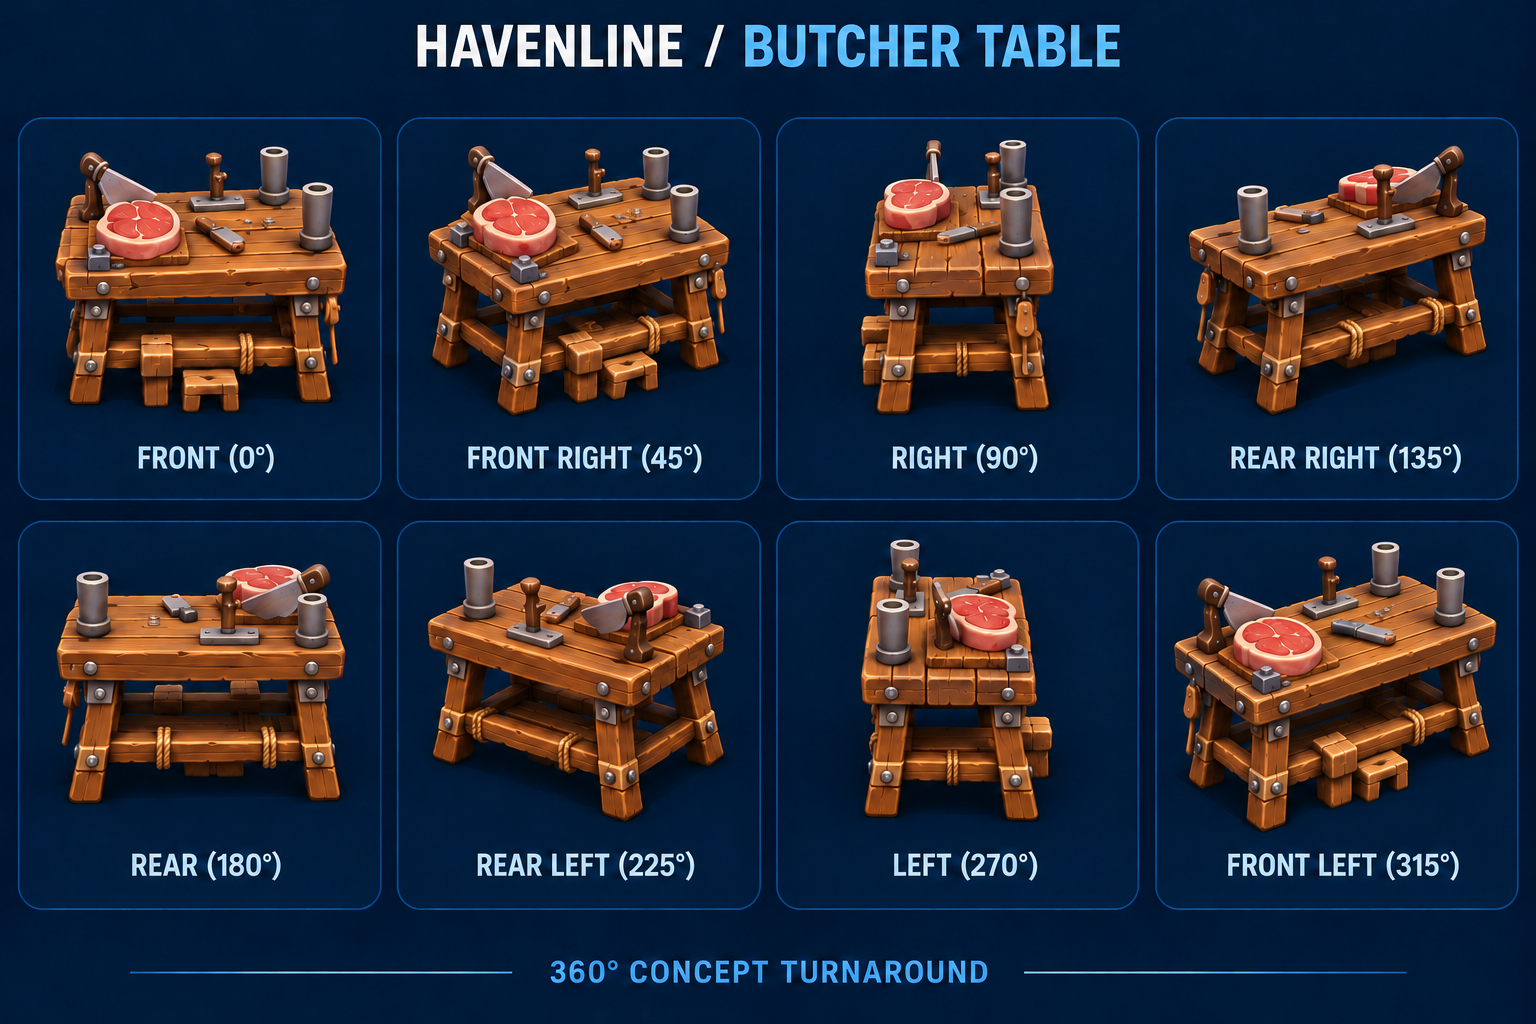 HAVENLINE / BUTCHER TABLE
FRONT (0°)
FRONT RIGHT (45°)
RIGHT (90°)
REAR RIGHT (135°)
REAR (180°)
REAR LEFT (225°)
LEFT (270°)
FRONT LEFT (315°)
360° CONCEPT TURNAROUND